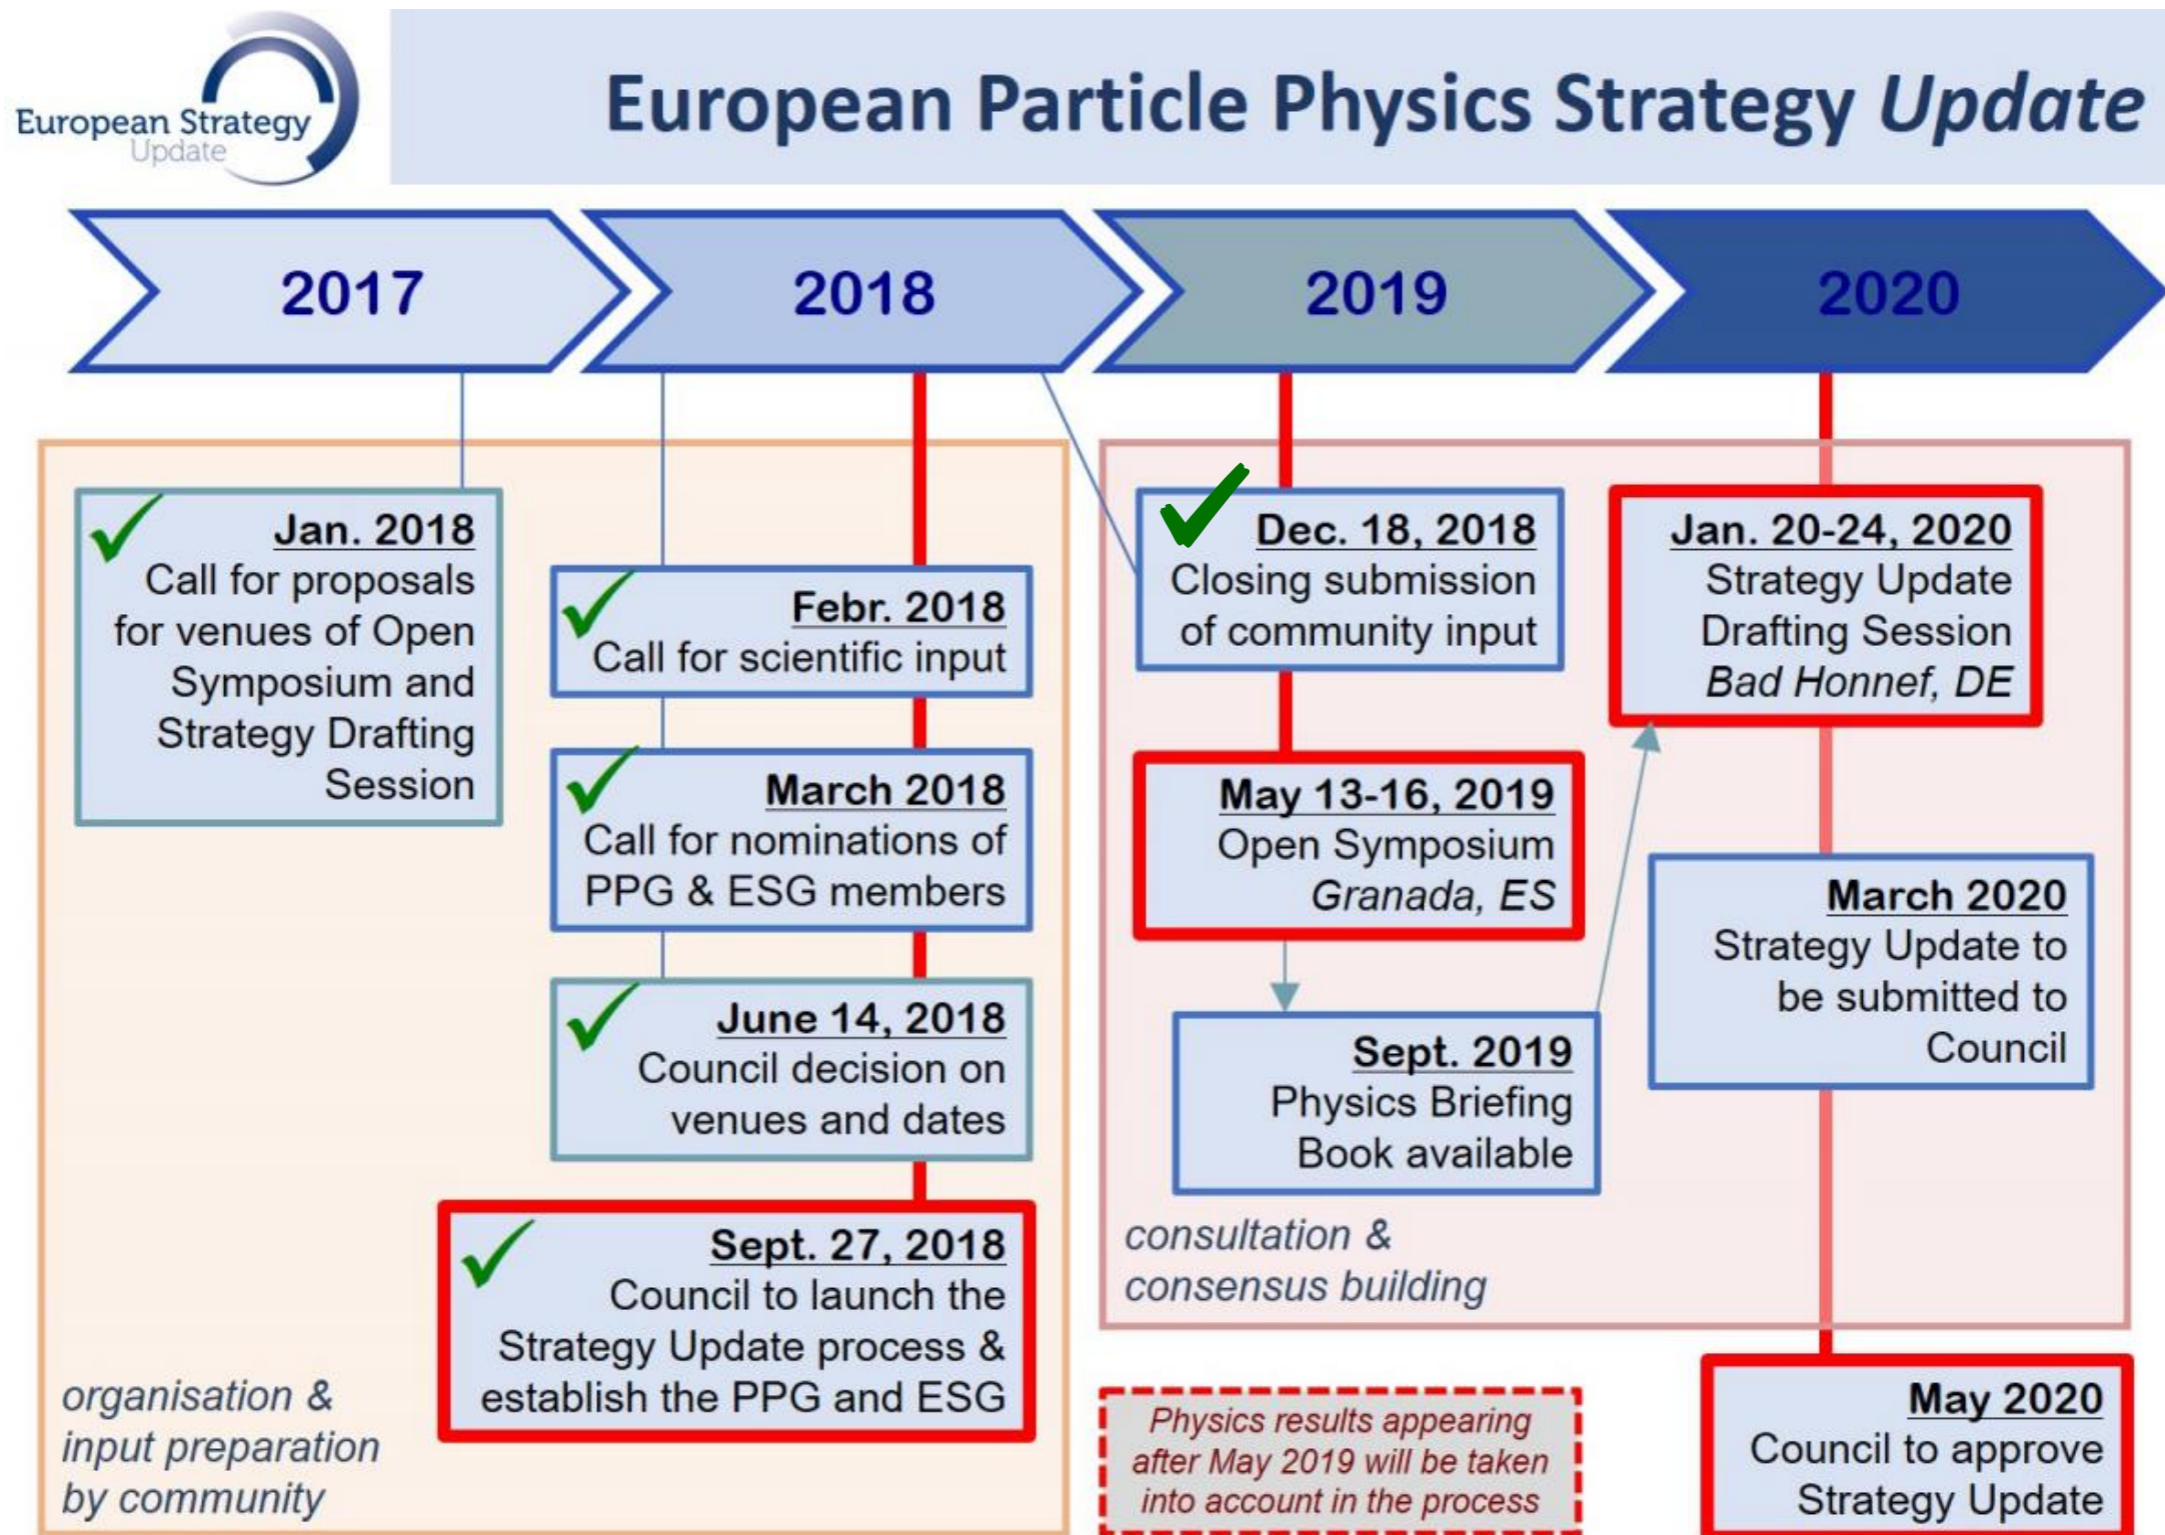 European Strategy
Update
European Particle Physics Strategy Update
2017
2018
2019
2020
Jan. 2018
Call for proposals
for venues of Open
Symposium and
Strategy Drafting
Session
Febr. 2018
Call for scientific input
March 2018
Call for nominations of
PPG & ESG members
June 14, 2018
Council decision on
venues and dates
Sept. 27, 2018
Council to launch the
Strategy Update process &
establish the PPG and ESG
organisation &
input preparation
by community
Dec. 18, 2018
Closing submission
of community input
May 13-16, 2019
Open Symposium
Granada, ES
Sept. 2019
Physics Briefing
Book available
Jan. 20-24, 2020
Strategy Update
Drafting Session
Bad Honnef, DE
March 2020
Strategy Update to
be submitted to
Council
consultation &
consensus building
Physics results appearing
after May 2019 will be taken
into account in the process
May 2020
Council to approve
Strategy Update